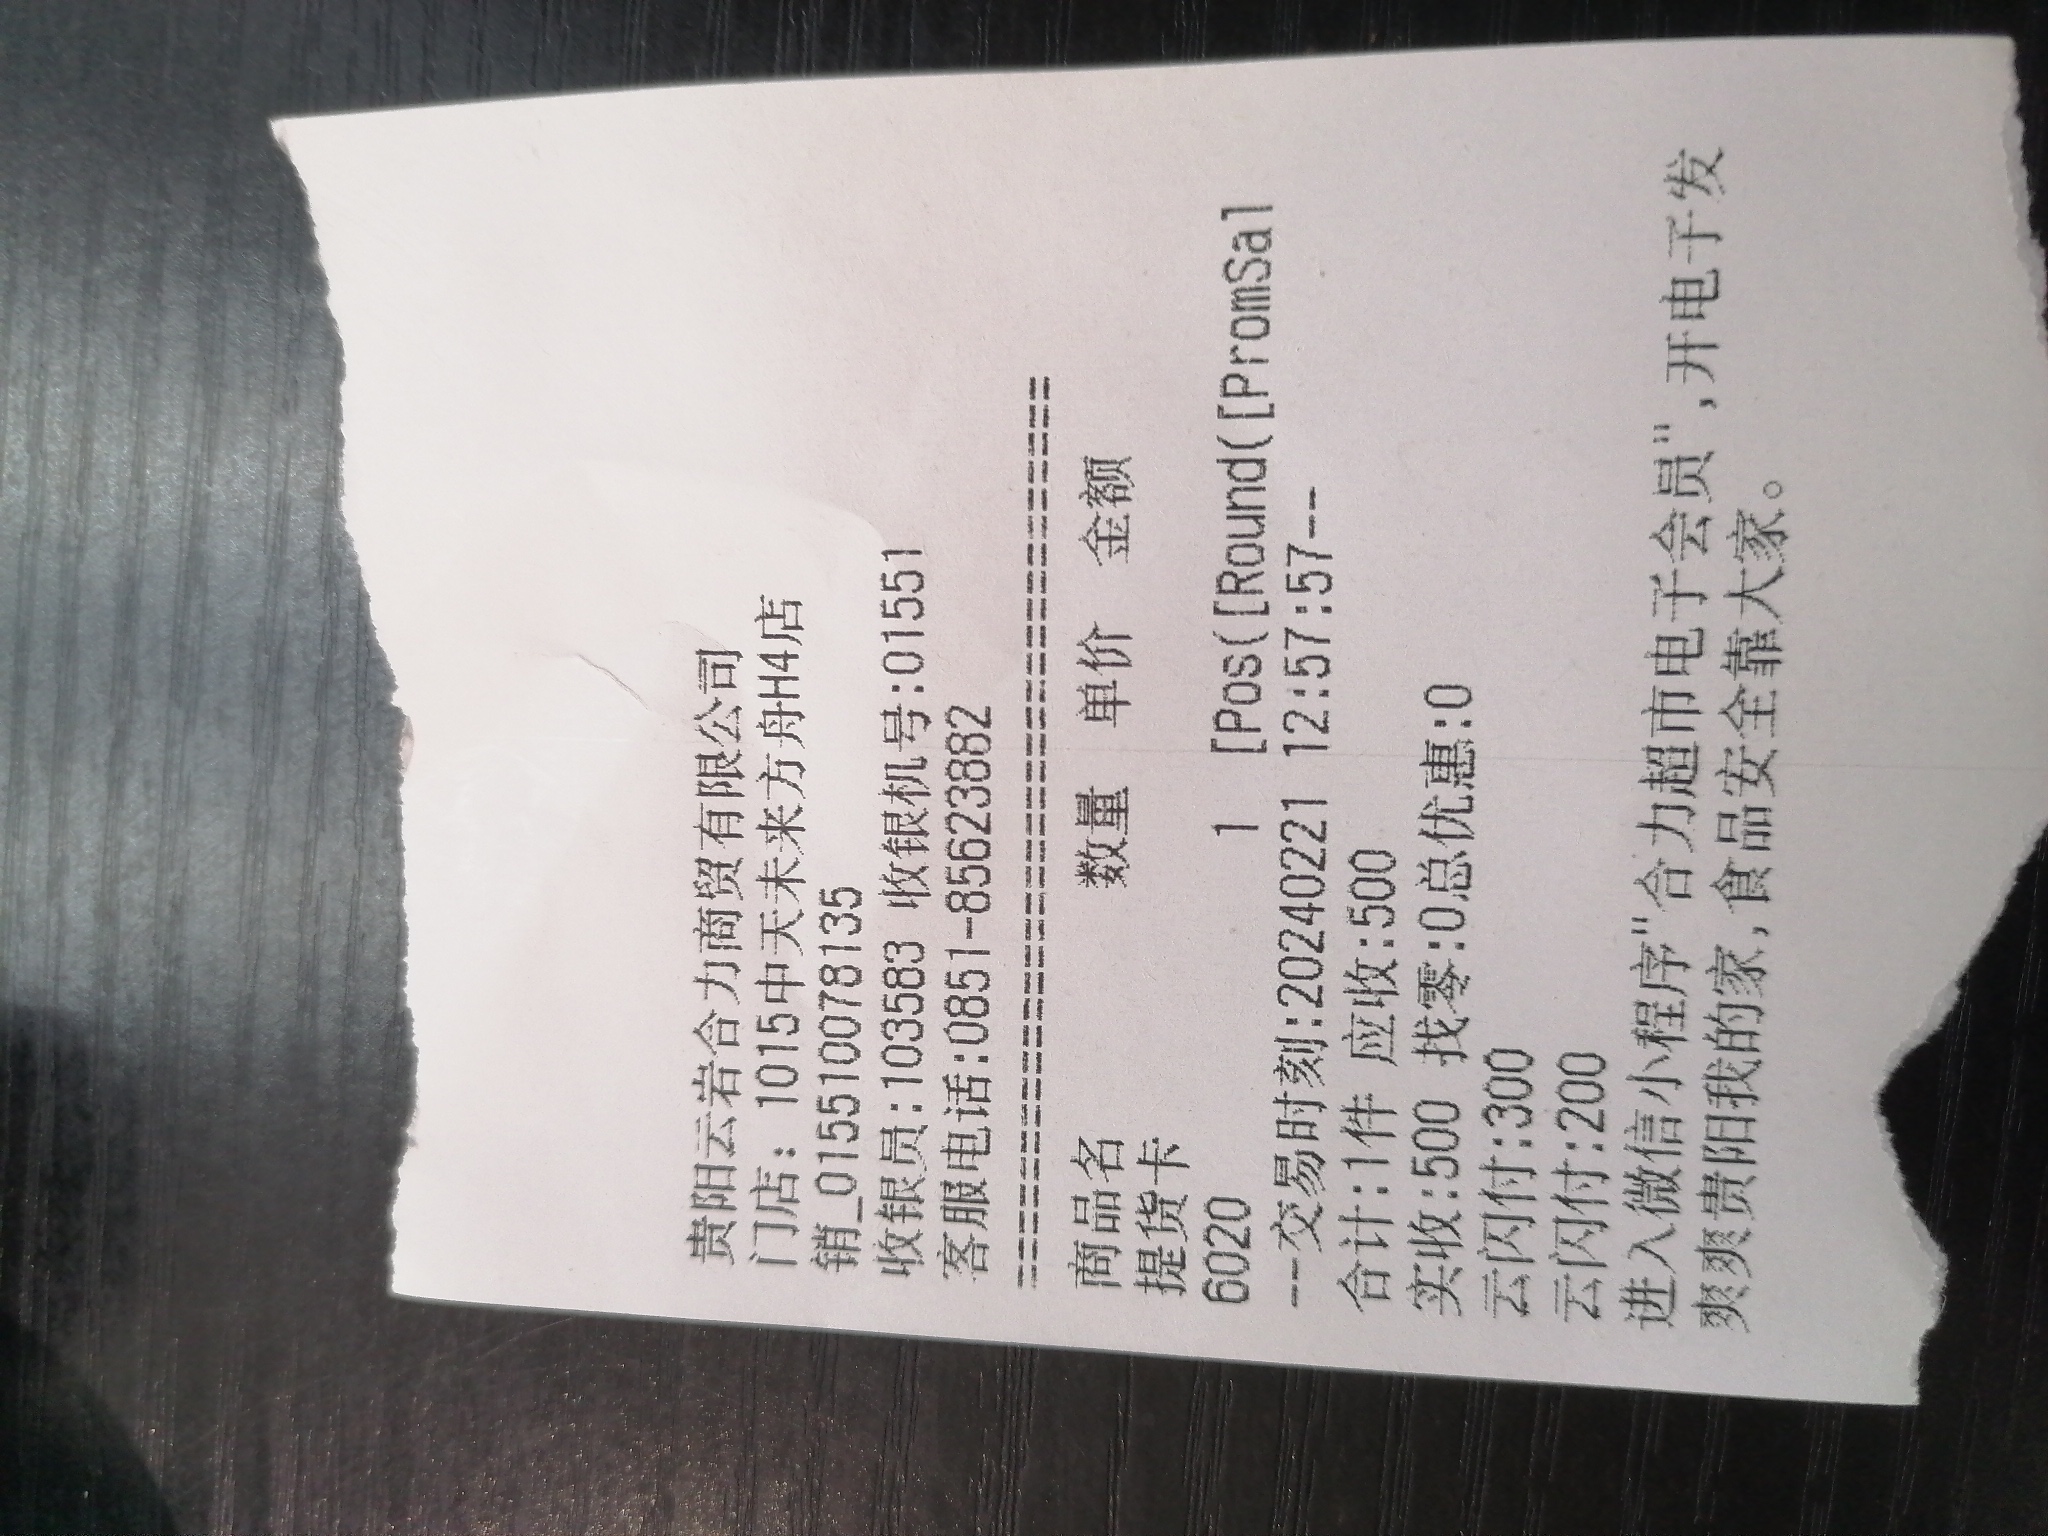 贵阳云岩合力商贸有限公司
门店: 1015中天未来方舟H4店
销_015510078135
收银员:103583 收银机号:01551
客服电话:0851-85623882
================================================
商品名 数量 单价 金额
提货卡
6020 1 [Pos([Round([PromSal
--交易时刻:20240221 12:57:57--
合计:1件 应收:500
实收:500 找零:0总优惠:0
云闪付:300
云闪付:200
进入微信小程序"合力超市电子会员",开电子发
爽爽贵阳我的家,食品安全靠大家。